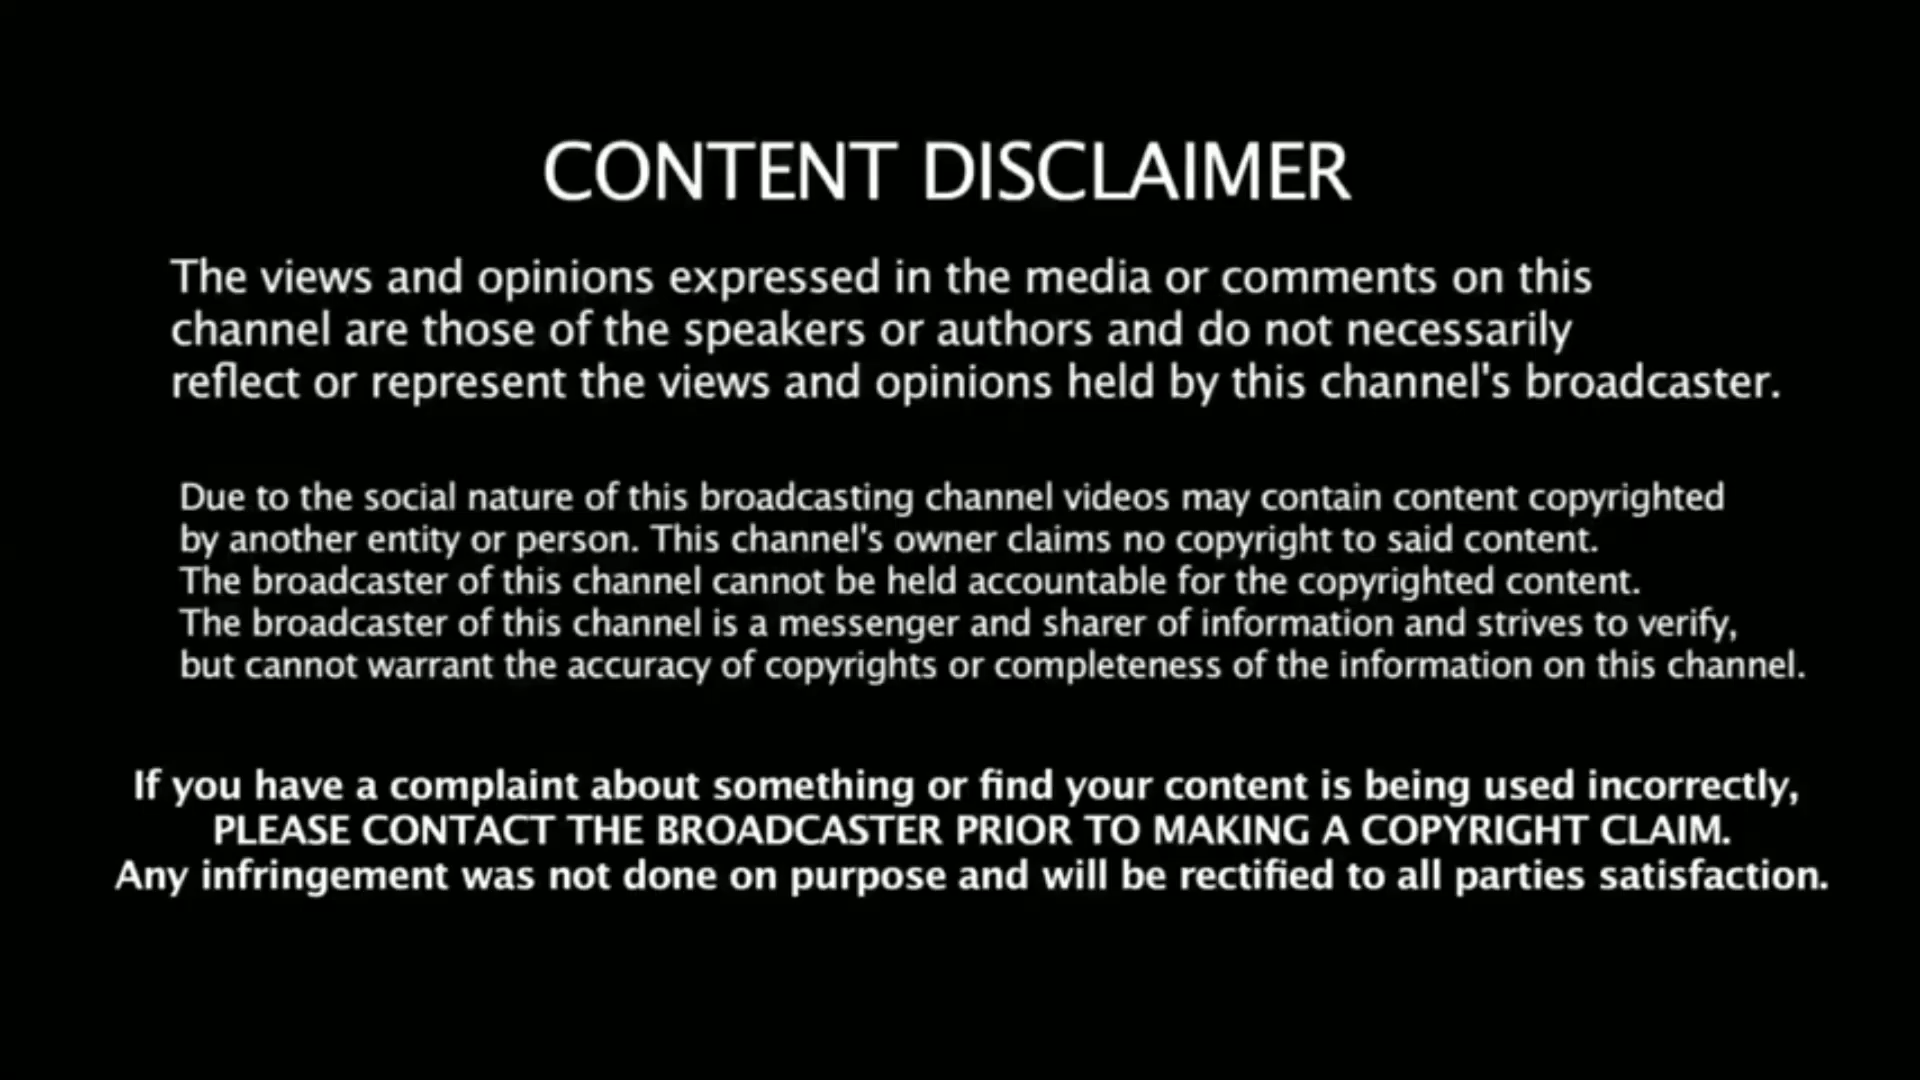 CONTENT DISCLAIMER
The views and opinions expressed in the media or comments on this
channel are those of the speakers or authors and do not necessarily
reflect or represent the views and opinions held by this channel's broadcaster.
Due to the social nature of this broadcasting channel videos may contain content copyrighted
by another entity or person. This channel's owner claims no copyright to said content.
The broadcaster of this channel cannot be held accountable for the copyrighted content.
The broadcaster of this channel is a messenger and sharer of information and strives to verify,
but cannot warrant the accuracy of copyrights or completeness of the information on this channel.
If you have a complaint about something or find your content is being used incorrectly,
PLEASE CONTACT THE BROADCASTER PRIOR TO MAKING A COPYRIGHT CLAIM.
Any infringement was not done on purpose and will be rectified to all parties satisfaction.